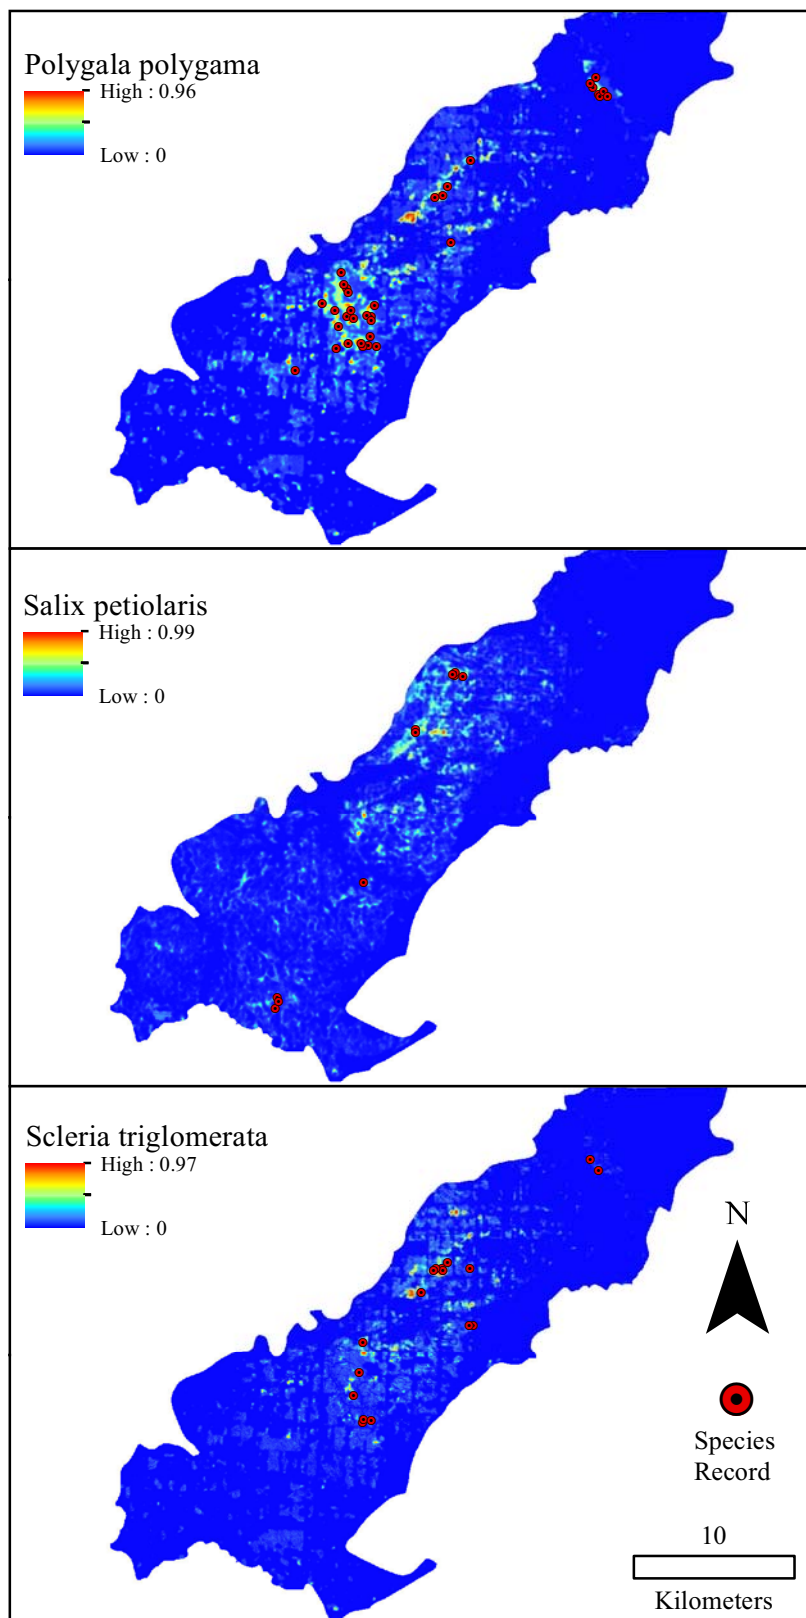 Polygala polygama
High : 0.96
Low : 0
Salix petiolaris
High : 0.99
Low : 0
Scleria triglomerata
High : 0.97
Low : 0
N
Species
Record
10
Kilometers